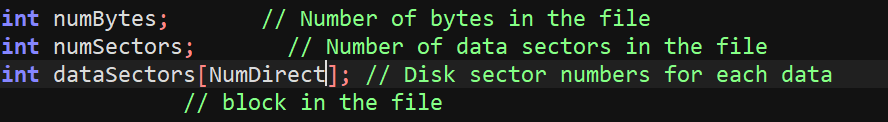 int numBytes; // Number of bytes in the file
int numSectors; // Number of data sectors in the file
int dataSectors[NumDirect]; // Disk sector numbers for each data
// block in the file